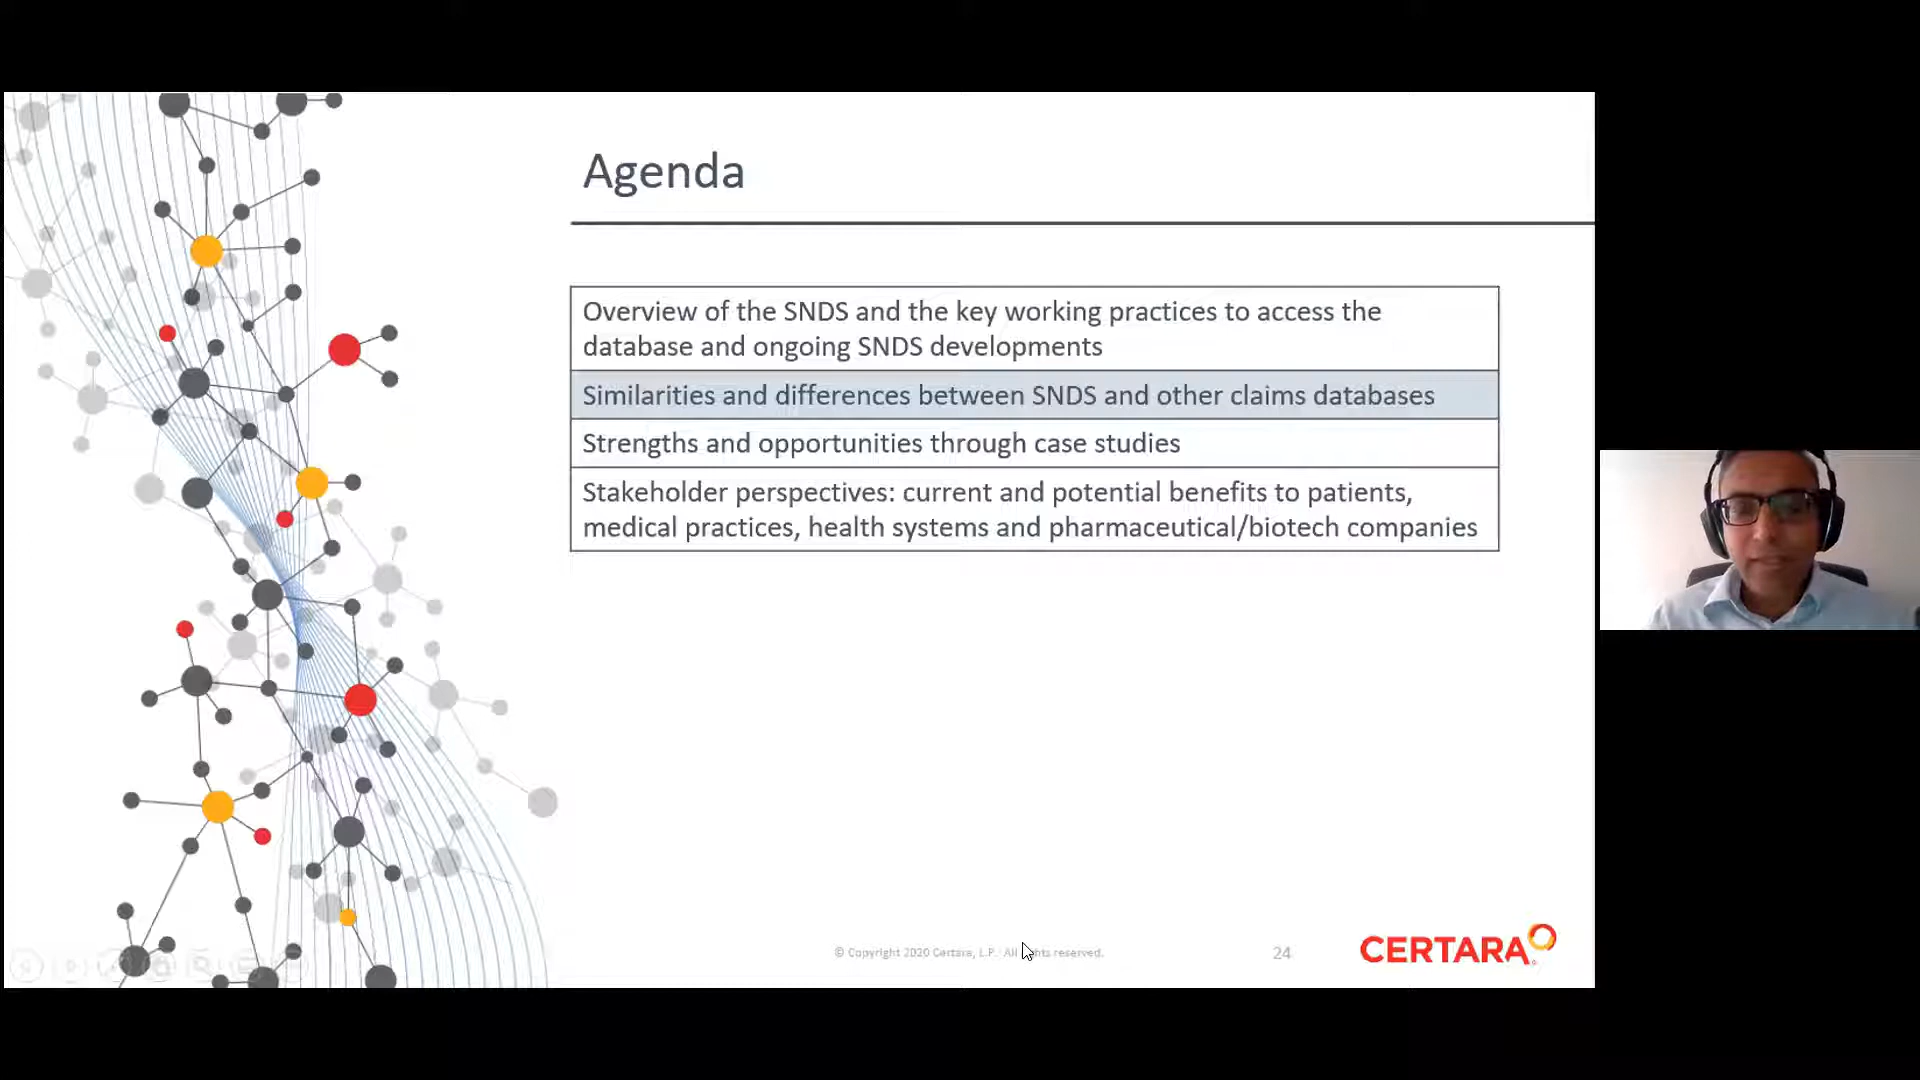 Agenda
Overview of the SNDS and the key working practices to access the
database and ongoing SNDS developments
Similarities and differences between SNDS and other claims databases
Strengths and opportunities through case studies
Stakeholder perspectives: current and potential benefits to patients,
medical practices, health systems and pharmaceutical/biotech companies
© Copyright 2020 Certara, L.P. All rights reserved.
24
CERTARA